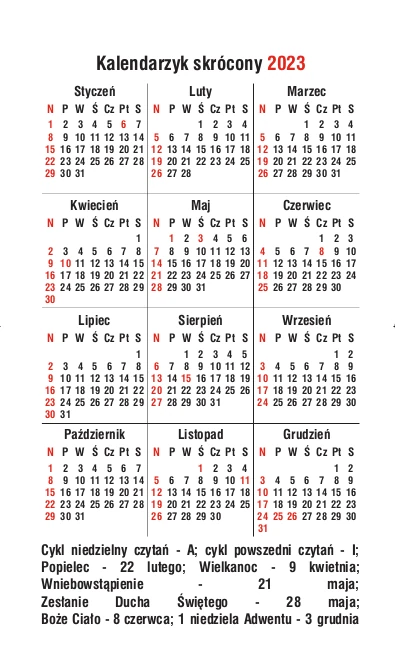 Kalendarzyk skrócony 2023
Styczeń Luty Marzec
N P W Ś Cz Pt S N P W Ś Cz Pt S N P W Ś Cz Pt S
1 2 3 4 5 6 7 1 2 3 4 1 2 3 4
8 9 10 11 12 13 14 5 6 7 8 9 10 11 5 6 7 8 9 10 11
15 16 17 18 19 20 21 12 13 14 15 16 17 18 12 13 14 15 16 17 18
22 23 24 25 26 27 28 19 20 21 22 23 24 25 19 20 21 22 23 24 25
29 30 31 26 27 28 26 27 28 29 30 31
Kwiecień Maj Czerwiec
N P W Ś Cz Pt S N P W Ś Cz Pt S N P W Ś Cz Pt S
1 1 2 3 4 5 6 1 2 3
2 3 4 5 6 7 8 7 8 9 10 11 12 13 4 5 6 7 8 9 10
9 10 11 12 13 14 15 14 15 16 17 18 19 20 11 12 13 14 15 16 17
16 17 18 19 20 21 22 21 22 23 24 25 26 27 18 19 20 21 22 23 24
23 24 25 26 27 28 29 28 29 30 31 25 26 27 28 29 30
30
Lipiec Sierpień Wrzesień
N P W Ś Cz Pt S N P W Ś Cz Pt S N P W Ś Cz Pt S
1 1 2 3 4 5 1 2
2 3 4 5 6 7 8 6 7 8 9 10 11 12 3 4 5 6 7 8 9
9 10 11 12 13 14 15 13 14 15 16 17 18 19 10 11 12 13 14 15 16
16 17 18 19 20 21 22 20 21 22 23 24 25 26 17 18 19 20 21 22 23
23 24 25 26 27 28 29 27 28 29 30 31 24 25 26 27 28 29 30
30 31
Październik Listopad Grudzień
N P W Ś Cz Pt S N P W Ś Cz Pt S N P W Ś Cz Pt S
1 2 3 4 5 6 7 1 2 3 4 1 2
8 9 10 11 12 13 14 5 6 7 8 9 10 11 3 4 5 6 7 8 9
15 16 17 18 19 20 21 12 13 14 15 16 17 18 10 11 12 13 14 15 16
22 23 24 25 26 27 28 19 20 21 22 23 24 25 17 18 19 20 21 22 23
29 30 31 26 27 28 29 30 24 25 26 27 28 29 30
31
Cykl niedzielny czytań - A; cykl powszedni czytań - I;
Popielec - 22 lutego; Wielkanoc - 9 kwietnia;
Wniebowstąpienie - 21 maja;
Zesłanie Ducha Świętego - 28 maja;
Boże Ciało - 8 czerwca; 1 niedziela Adwentu - 3 grudnia